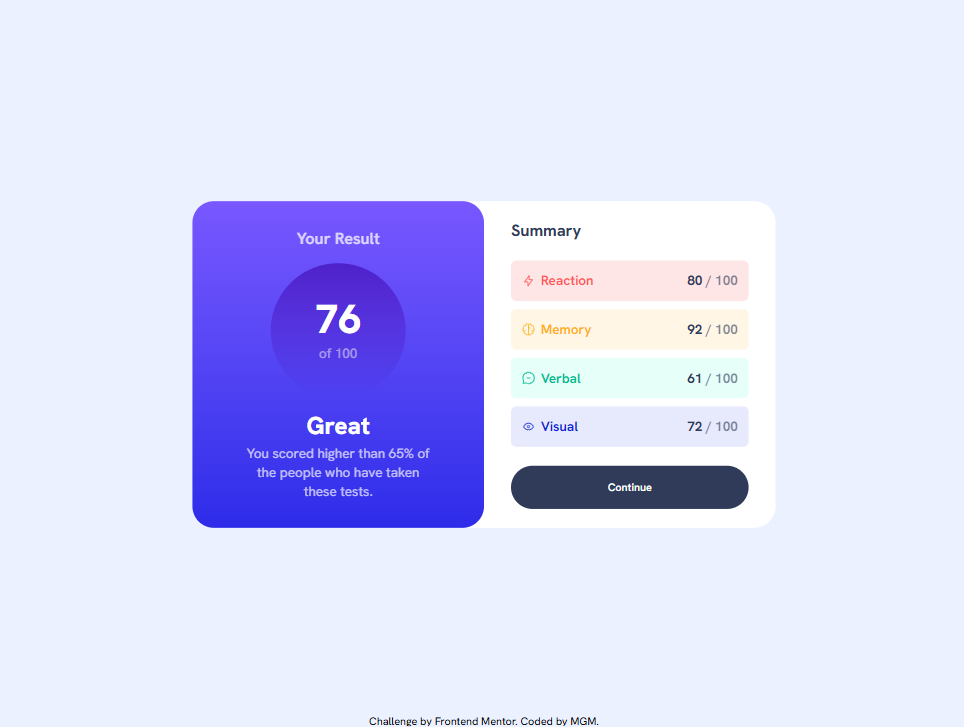 Your Result
76
of 100
Great
You scored higher than 65% of
the people who have taken
these tests.
Summary
Reaction 80 / 100
Memory 92 / 100
Verbal 61 / 100
Visual 72 / 100
Continue
Challenge by Frontend Mentor. Coded by MGM.